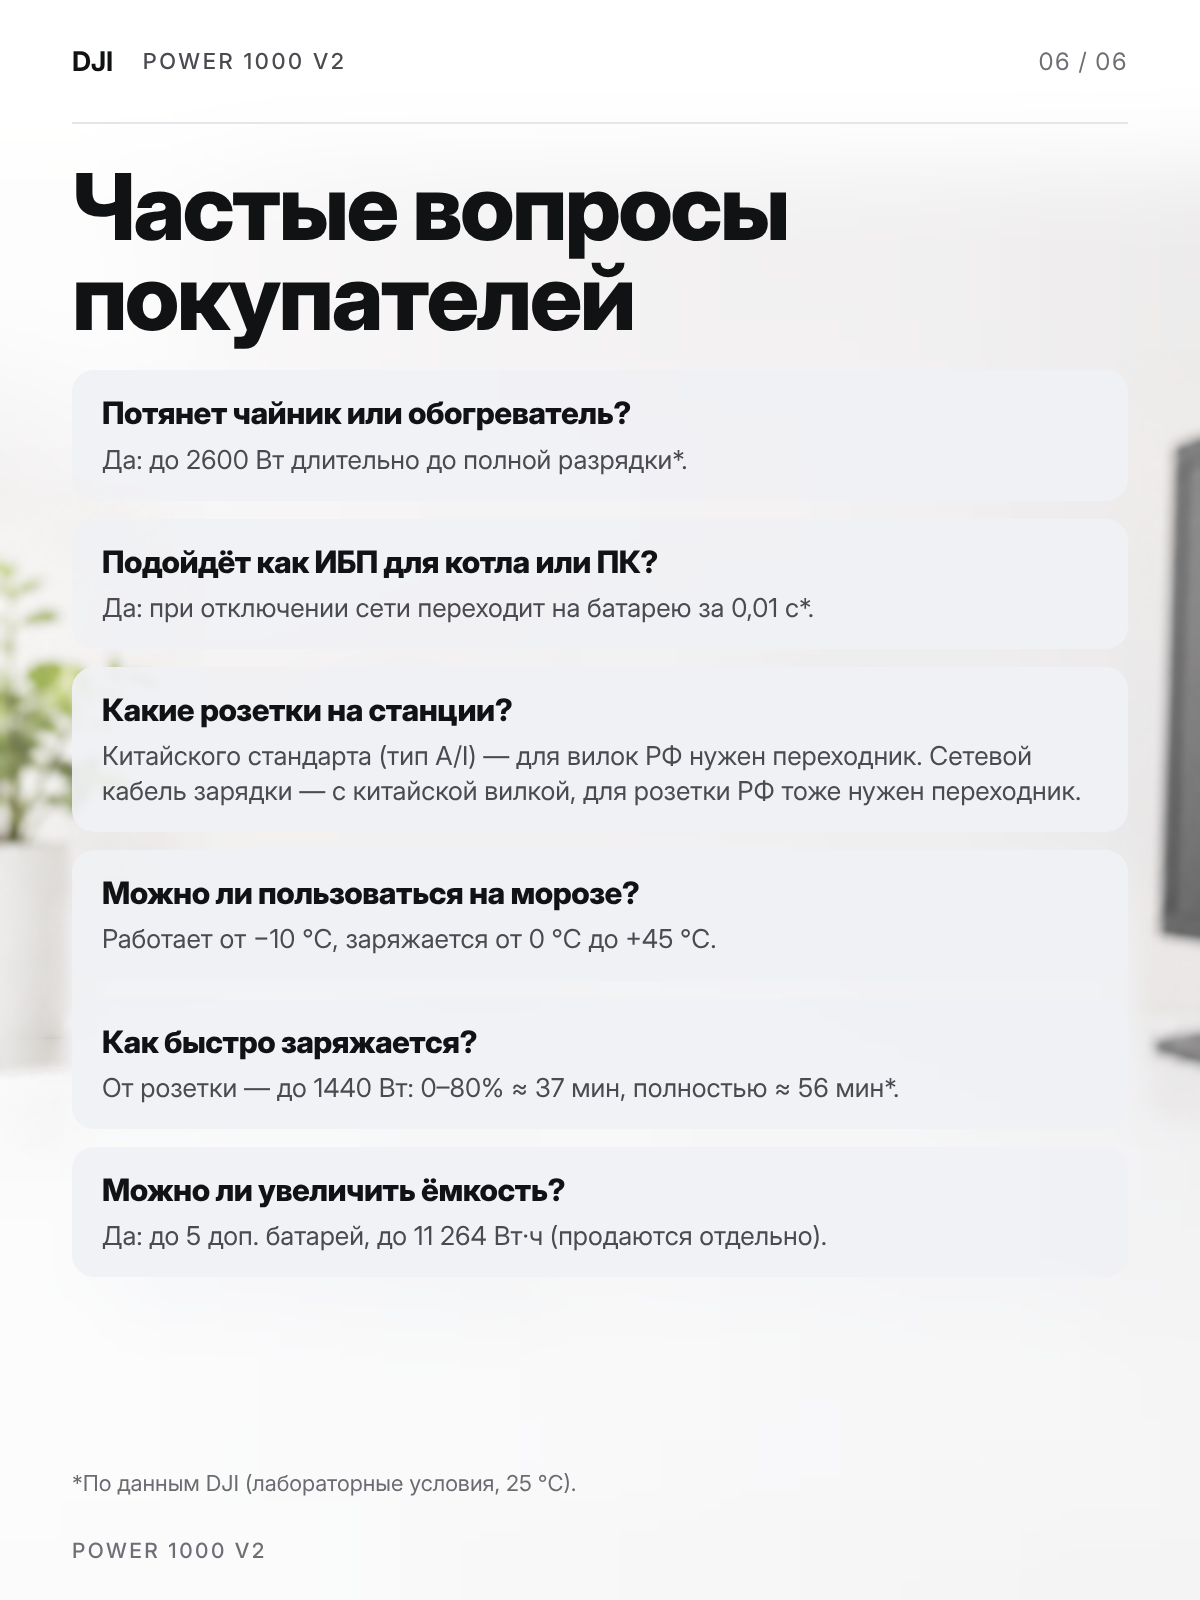 DJI POWER 1000 V2 06 / 06
Частые вопросы
покупателей
Потянет чайник или обогреватель?
Да: до 2600 Вт длительно до полной разрядки*.
Подойдёт как ИБП для котла или ПК?
Да: при отключении сети переходит на батарею за 0,01 с*.
Какие розетки на станции?
Китайского стандарта (тип A/I) — для вилок РФ нужен переходник. Сетевой
кабель зарядки — с китайской вилкой, для розетки РФ тоже нужен переходник.
Можно ли пользоваться на морозе?
Работает от −10 °C, заряжается от 0 °C до +45 °C.
Как быстро заряжается?
От розетки — до 1440 Вт: 0–80% ≈ 37 мин, полностью ≈ 56 мин*.
Можно ли увеличить ёмкость?
Да: до 5 доп. батарей, до 11 264 Вт·ч (продаются отдельно).
*По данным DJI (лабораторные условия, 25 °C).
POWER 1000 V2